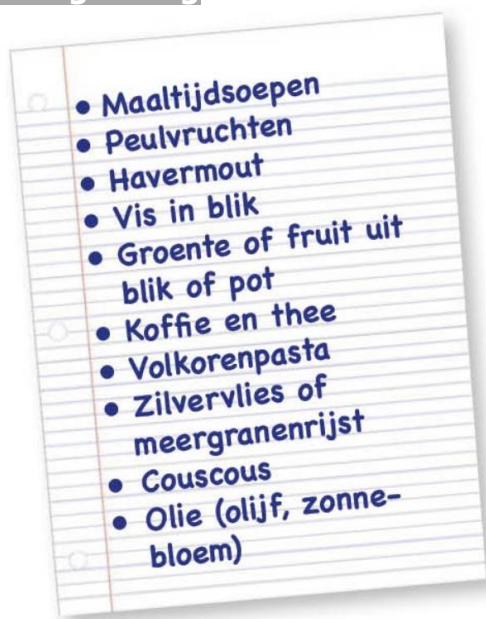 • Maaltijdsoepen
• Peulvruchten
• Havermout
• Vis in blik
• Groente of fruit uit
blik of pot
• Koffie en thee
• Volkorenpasta
• Zilvervlies of
meergranenrijst
• Couscous
• Olie (olijf, zonne-
bloem)